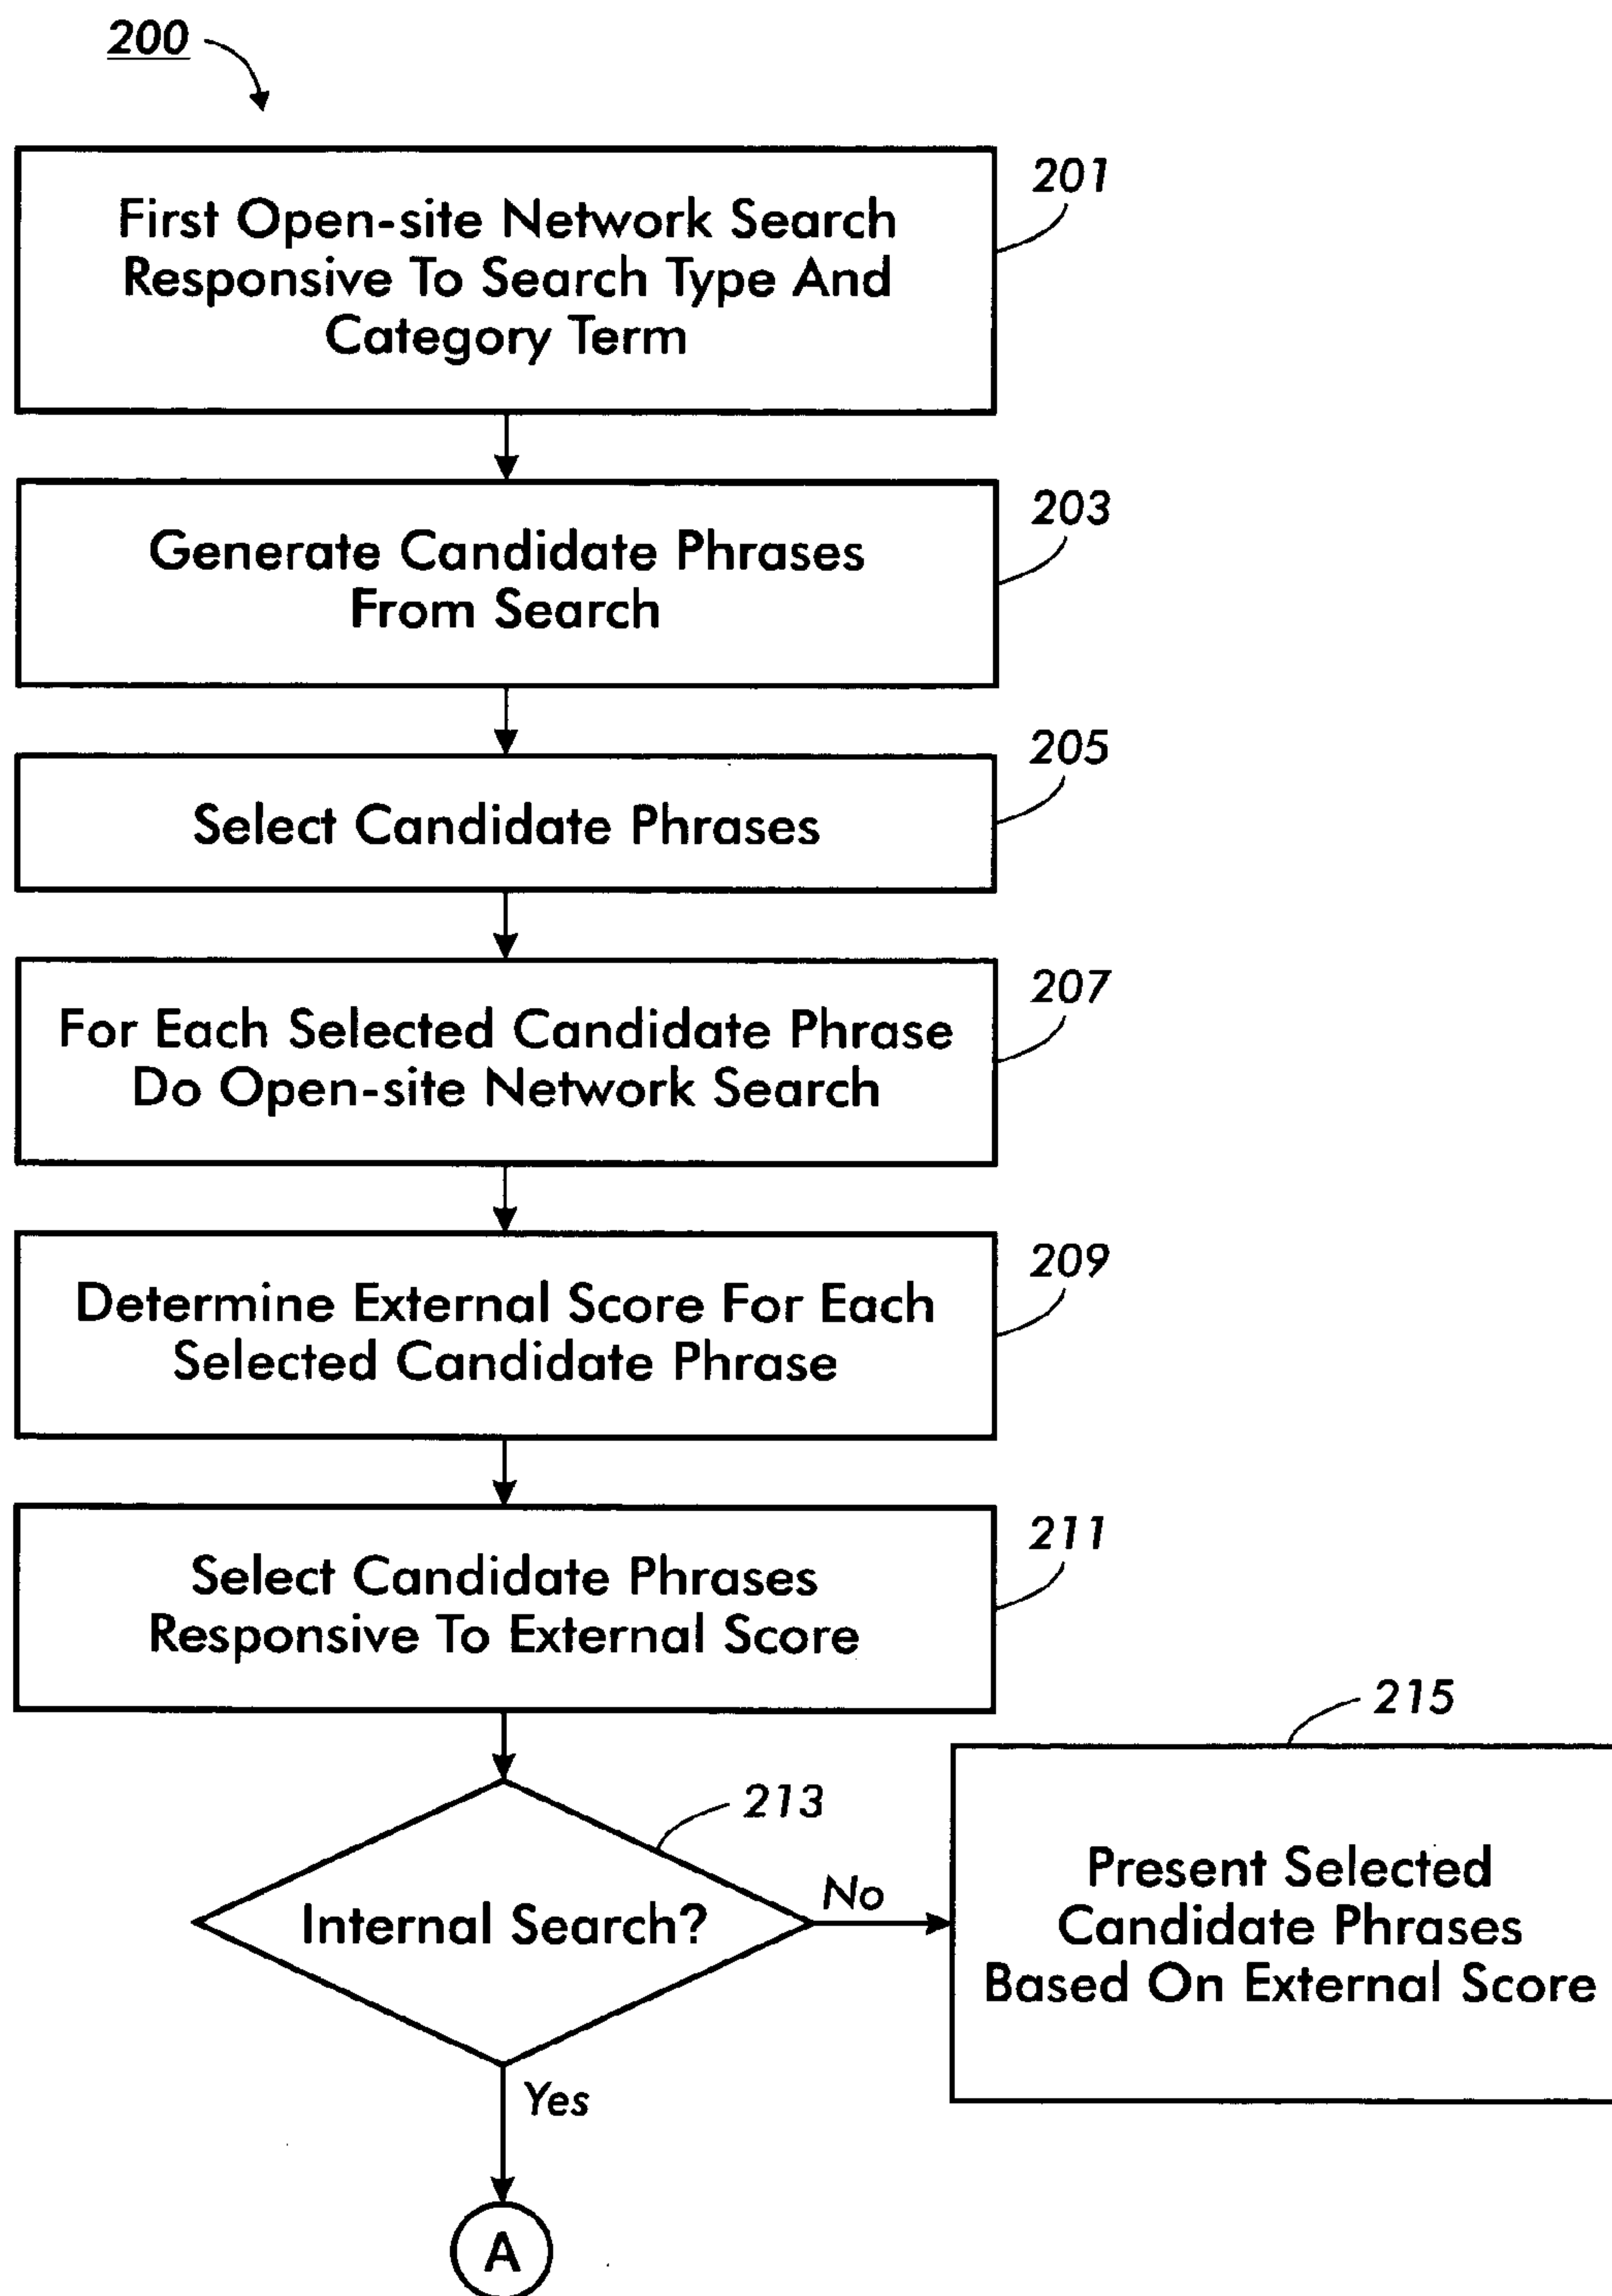 200
201
First Open-site Network Search
Responsive To Search Type And
Category Term
203
Generate Candidate Phrases
From Search
205
Select Candidate Phrases
207
For Each Selected Candidate Phrase
Do Open-site Network Search
209
Determine External Score For Each
Selected Candidate Phrase
211
Select Candidate Phrases
Responsive To External Score
213
Internal Search?
No
215
Present Selected
Candidate Phrases
Based On External Score
Yes
A